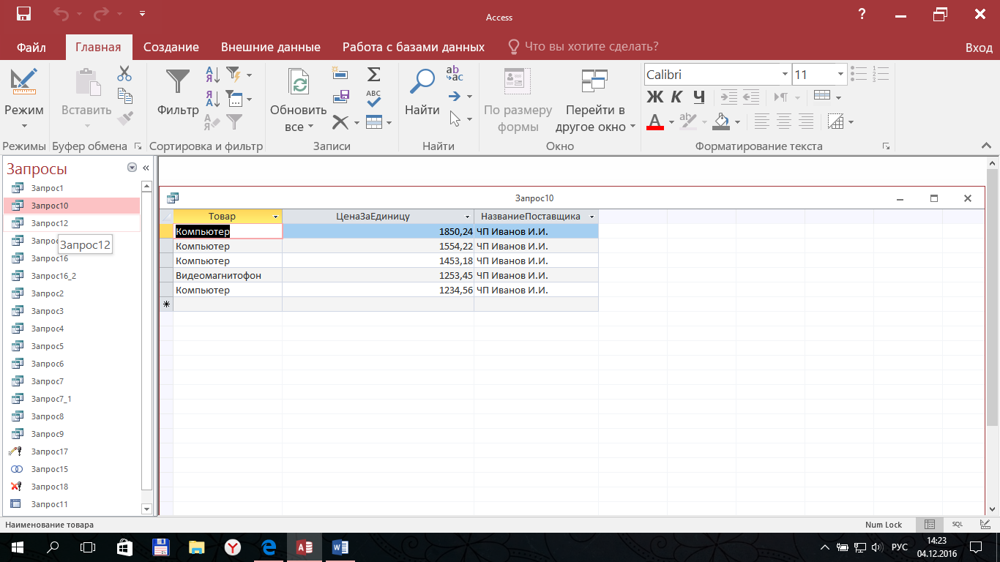 Access
?
Файл
Главная
Создание
Внешние данные
Работа с базами данных
Что вы хотите сделать?
Вход
Режим
Вставить
Фильтр
Обновить
все
Найти
По размеру
формы
Перейти в
другое окно
Calibri
11
Ж К Ч
Режимы
Буфер обмена
Сортировка и фильтр
Записи
Найти
Окно
Форматирование текста
Запросы
Запрос1
Запрос10
Запрос12
Запрос12
Запрос16
Запрос16_2
Запрос2
Запрос3
Запрос4
Запрос5
Запрос6
Запрос7
Запрос7_1
Запрос8
Запрос9
Запрос17
Запрос15
Запрос18
Запрос11
Запрос10
Товар ЦенаЗаЕдиницу НазваниеПоставщика
Компьютер 1850,24 ЧП Иванов И.И.
Компьютер 1554,22 ЧП Иванов И.И.
Компьютер 1453,18 ЧП Иванов И.И.
Видеомагнитофон 1253,45 ЧП Иванов И.И.
Компьютер 1234,56 ЧП Иванов И.И.
Наименование товара
Num Lock
SQL
РУС
14:23
04.12.2016